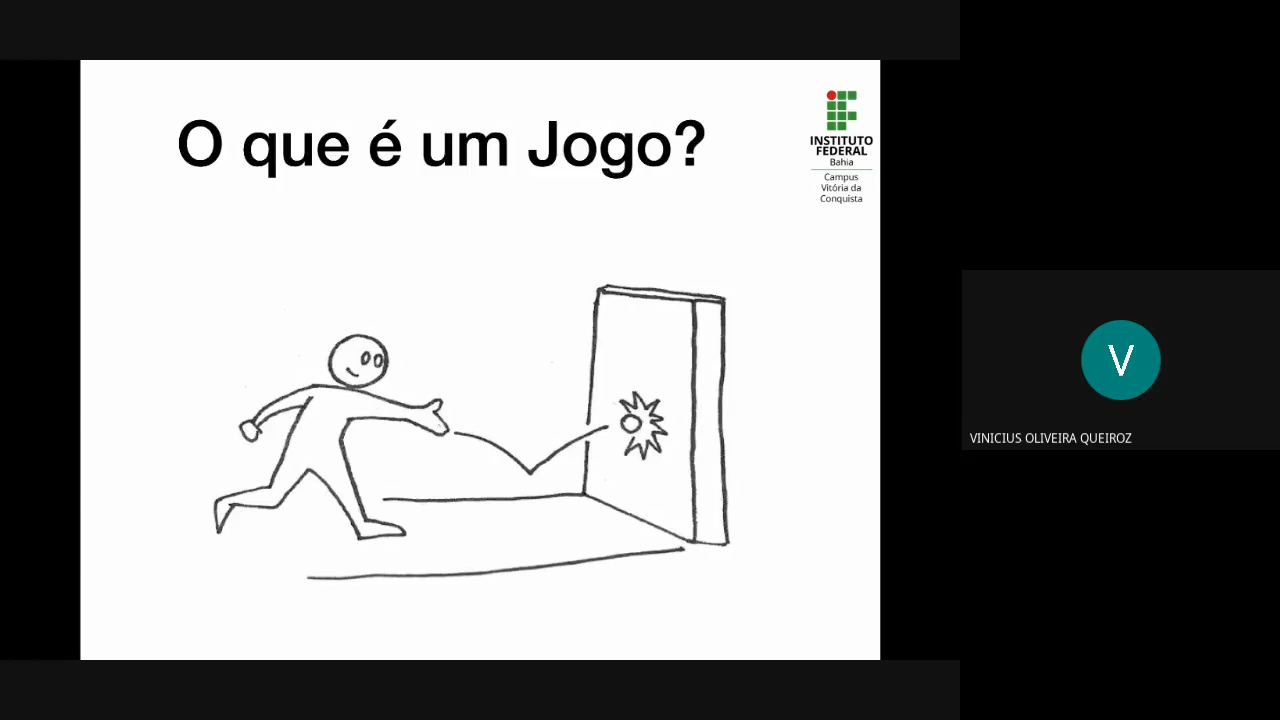 O que é um Jogo?
INSTITUTO
FEDERAL
Bahia
Campus
Vitória da
Conquista
V
VINICIUS OLIVEIRA QUEIROZ